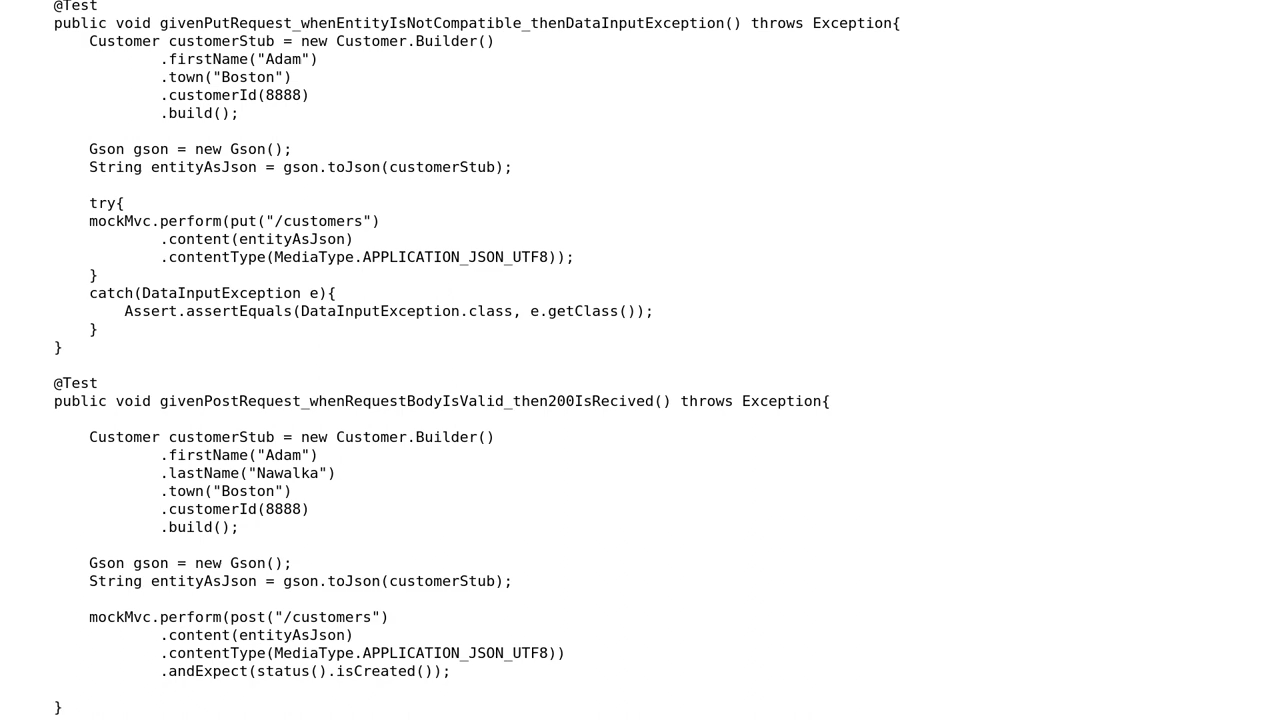 @Test
public void givenPutRequest_whenEntityIsNotCompatible_thenDataInputException() throws Exception{
    Customer customerStub = new Customer.Builder()
            .firstName("Adam")
            .town("Boston")
            .customerId(8888)
            .build();

    Gson gson = new Gson();
    String entityAsJson = gson.toJson(customerStub);

    try{
    mockMvc.perform(put("/customers")
            .content(entityAsJson)
            .contentType(MediaType.APPLICATION_JSON_UTF8));
    }
    catch(DataInputException e){
        Assert.assertEquals(DataInputException.class, e.getClass());
    }
}

@Test
public void givenPostRequest_whenRequestBodyIsValid_then200IsRecived() throws Exception{

    Customer customerStub = new Customer.Builder()
            .firstName("Adam")
            .lastName("Nawalka")
            .town("Boston")
            .customerId(8888)
            .build();

    Gson gson = new Gson();
    String entityAsJson = gson.toJson(customerStub);

    mockMvc.perform(post("/customers")
            .content(entityAsJson)
            .contentType(MediaType.APPLICATION_JSON_UTF8))
            .andExpect(status().isCreated());

}